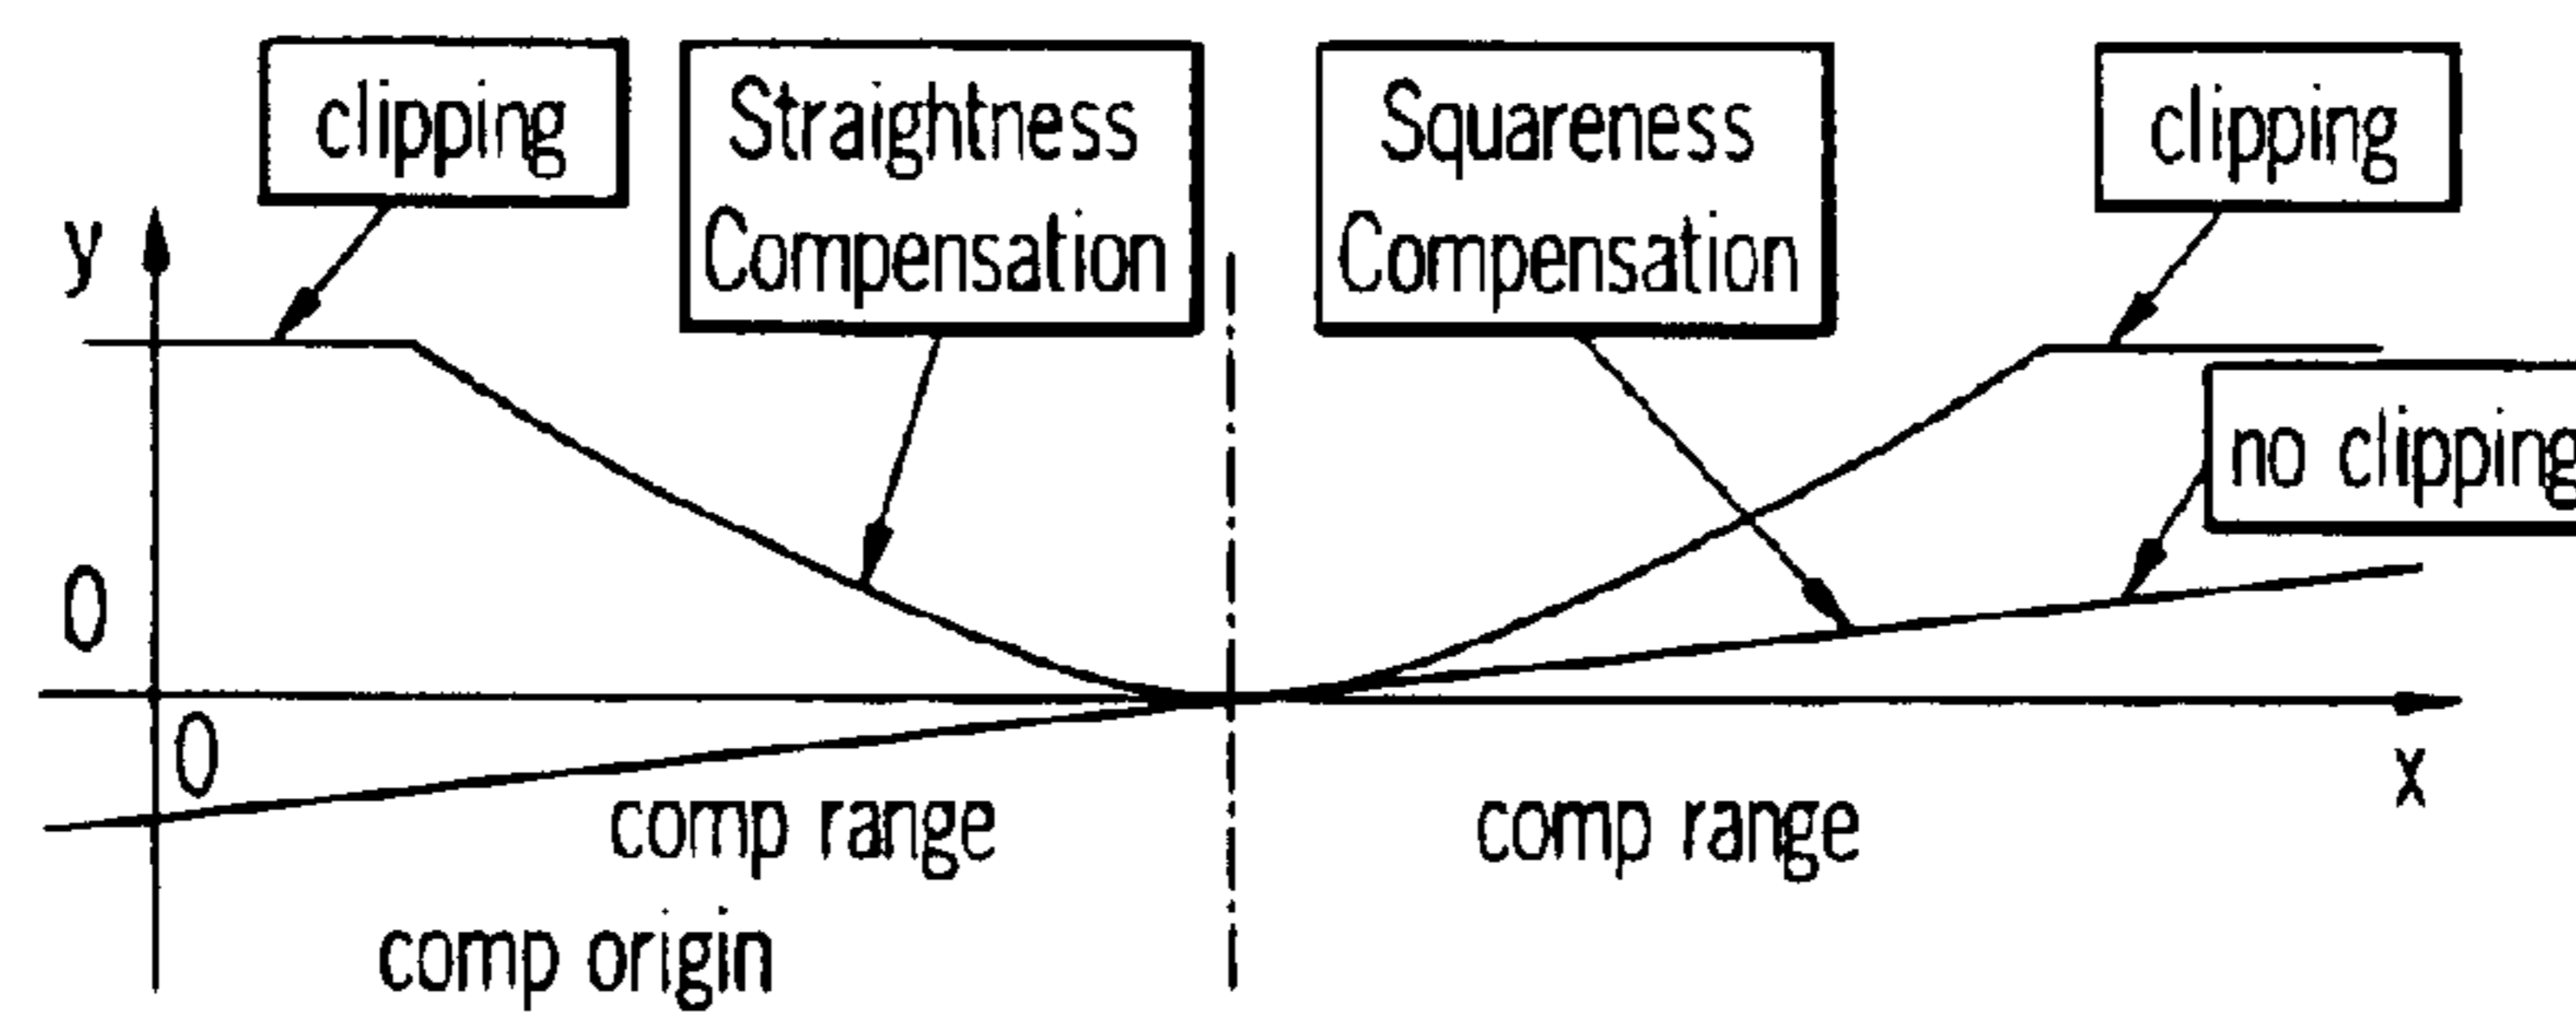 clipping
Straightness
Compensation
Squareness
Compensation
clipping
y
no clipping
0
0
x
comp range
comp range
comp origin